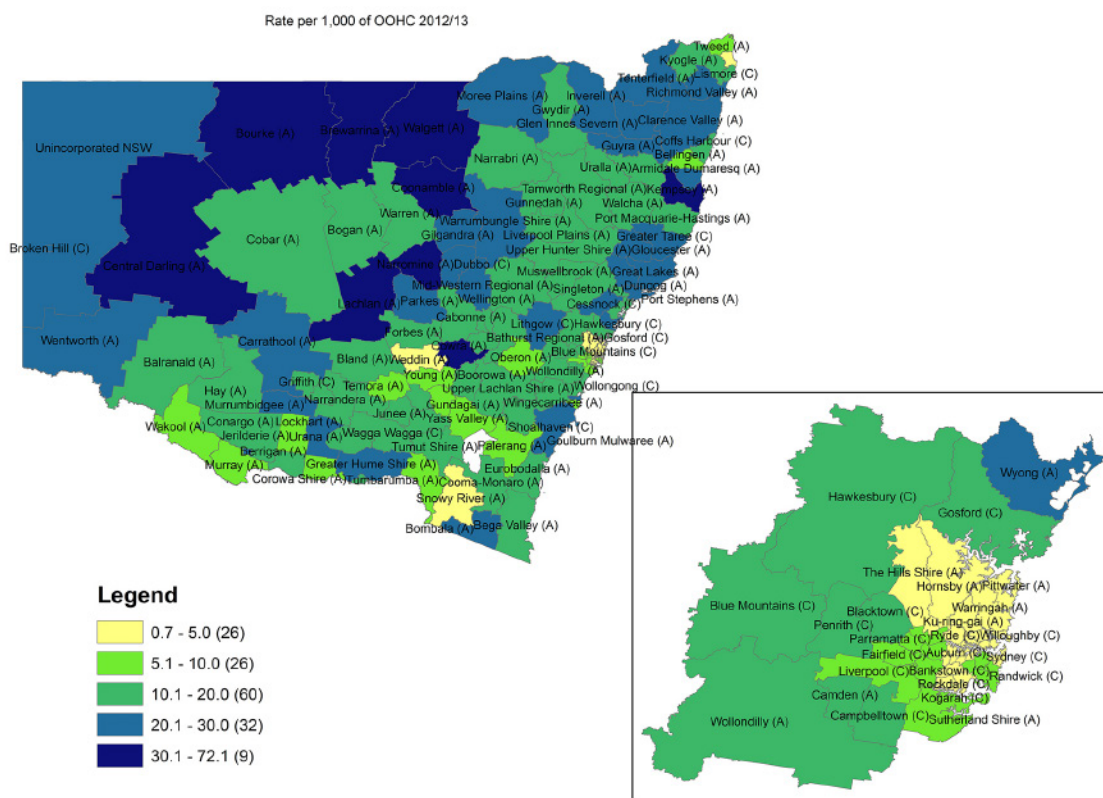 Rate per 1,000 of OOHC 2012/13
Tweed (A)
Kyogle (A)
Lismore (C)
Tenterfield (A)
Richmond Valley (A)
Moree Plains (A)
Inverell (A)
Gwydir (A)
Glen Innes Severn (A)
Clarence Valley (A)
Bourke (A)
Brewarrina (A)
Walgett (A)
Unincorporated NSW
Guyra (A)
Coffs Harbour (C)
Bellingen (A)
Narrabri (A)
Uralla (A)
Armidale Dumaresq (A)
Coonamble (A)
Tamworth Regional (A)
Kempsey (A)
Gunnedah (A)
Walcha (A)
Warren (A)
Warrumbungle Shire (A)
Port Macquarie-Hastings (A)
Cobar (A)
Bogan (A)
Gilgandra (A)
Liverpool Plains (A)
Greater Taree (C)
Broken Hill (C)
Upper Hunter Shire (A)
Gloucester (A)
Central Darling (A)
Narromine (A)
Dubbo (C)
Muswellbrook (A)
Great Lakes (A)
Mid-Western Regional (A)
Singleton (A)
Dungog (A)
Lachlan (A)
Parkes (A)
Wellington (A)
Cessnock (C)
Port Stephens (A)
Cabonne (A)
Lithgow (C)
Hawkesbury (C)
Wentworth (A)
Carrathool (A)
Forbes (A)
Bathurst Regional (A)
Gosford (C)
Balranald (A)
Bland (A)
Weddin (A)
Oberon (A)
Blue Mountains (C)
Young (A)
Boorowa (A)
Wollondilly (A)
Hay (A)
Griffith (C)
Temora (A)
Upper Lachlan Shire (A)
Wollongong (C)
Murrumbidgee (A)
Narrandera (A)
Junee (A)
Gundagai (A)
Wingecarribee (A)
Wakool (A)
Conargo (A)
Lockhart (A)
Yass Valley (A)
Shoalhaven (C)
Jerilderie (A)
Urana (A)
Wagga Wagga (C)
Tumut Shire (A)
Palerang (A)
Goulburn Mulwaree (A)
Berrigan (A)
Murray (A)
Greater Hume Shire (A)
Eurobodalla (A)
Corowa Shire (A)
Tumbarumba (A)
Cooma-Monaro (A)
Snowy River (A)
Bombala (A)
Bega Valley (A)
Legend
0.7 - 5.0 (26)
5.1 - 10.0 (26)
10.1 - 20.0 (60)
20.1 - 30.0 (32)
30.1 - 72.1 (9)
Wyong (A)
Hawkesbury (C)
Gosford (C)
The Hills Shire (A)
Hornsby (A)
Pittwater (A)
Blue Mountains (C)
Blacktown (C)
Warringah (A)
Penrith (C)
Ku-ring-gai (A)
Parramatta (C)
Ryde (C)
Willoughby (C)
Fairfield (C)
Auburn (C)
Sydney (C)
Liverpool (C)
Bankstown (C)
Randwick (C)
Rockdale (C)
Camden (A)
Kogarah (C)
Wollondilly (A)
Campbelltown (C)
Sutherland Shire (A)